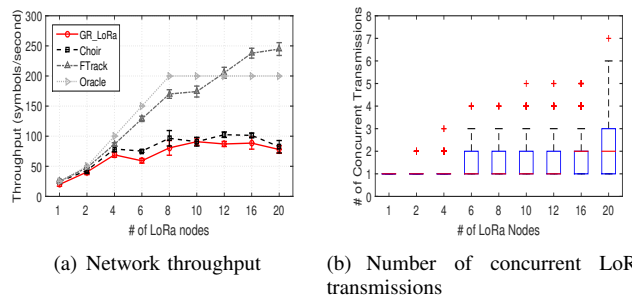 GR_LoRa
Choir
FTrack
Oracle
Throughput (symbols/second)
300
250
200
150
100
50
0
1 2 4 6 8 10 12 16 20
# of LoRa nodes
(a) Network throughput
# of Concurrent Transmissions
8
7
6
5
4
3
2
1
0
1 2 4 6 8 10 12 16 20
# of LoRa Nodes
(b) Number of concurrent LoR
transmissions